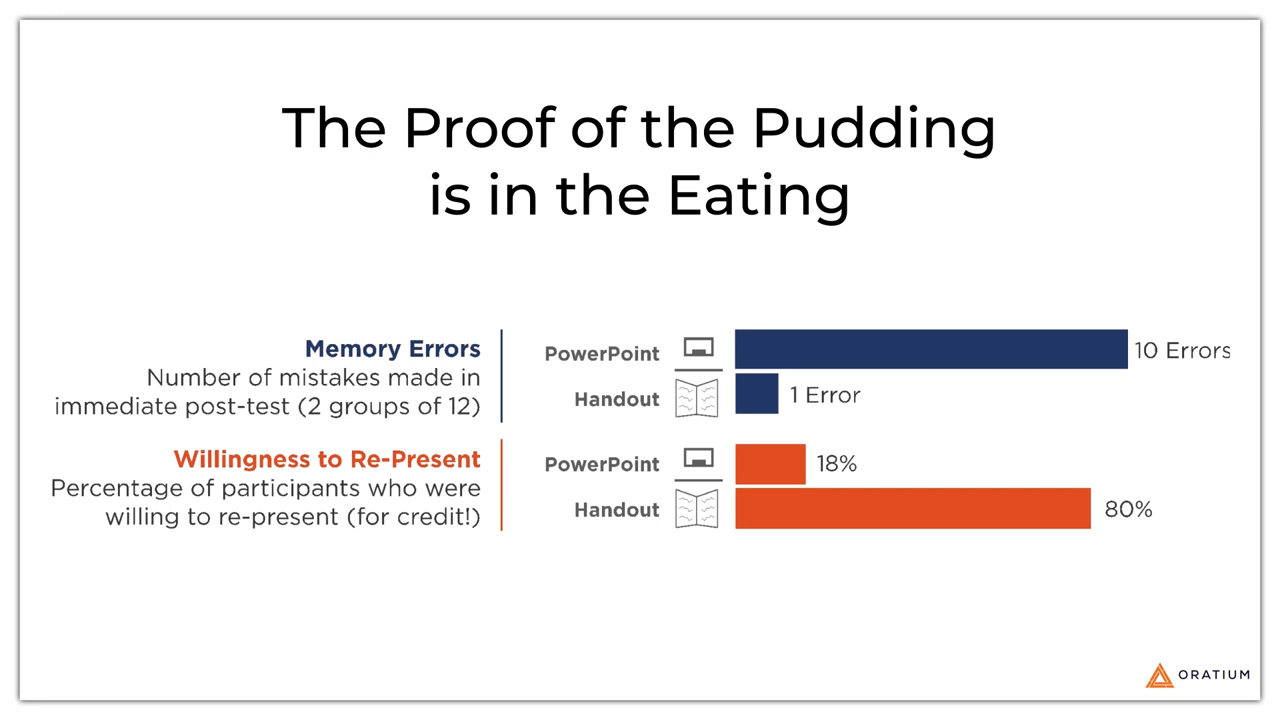 The Proof of the Pudding
is in the Eating
Memory Errors
Number of mistakes made in
immediate post-test (2 groups of 12)
PowerPoint
10 Errors
Handout
1 Error
Willingness to Re-Present
Percentage of participants who were
willing to re-present (for credit!)
PowerPoint
18%
Handout
80%
ORATIUM